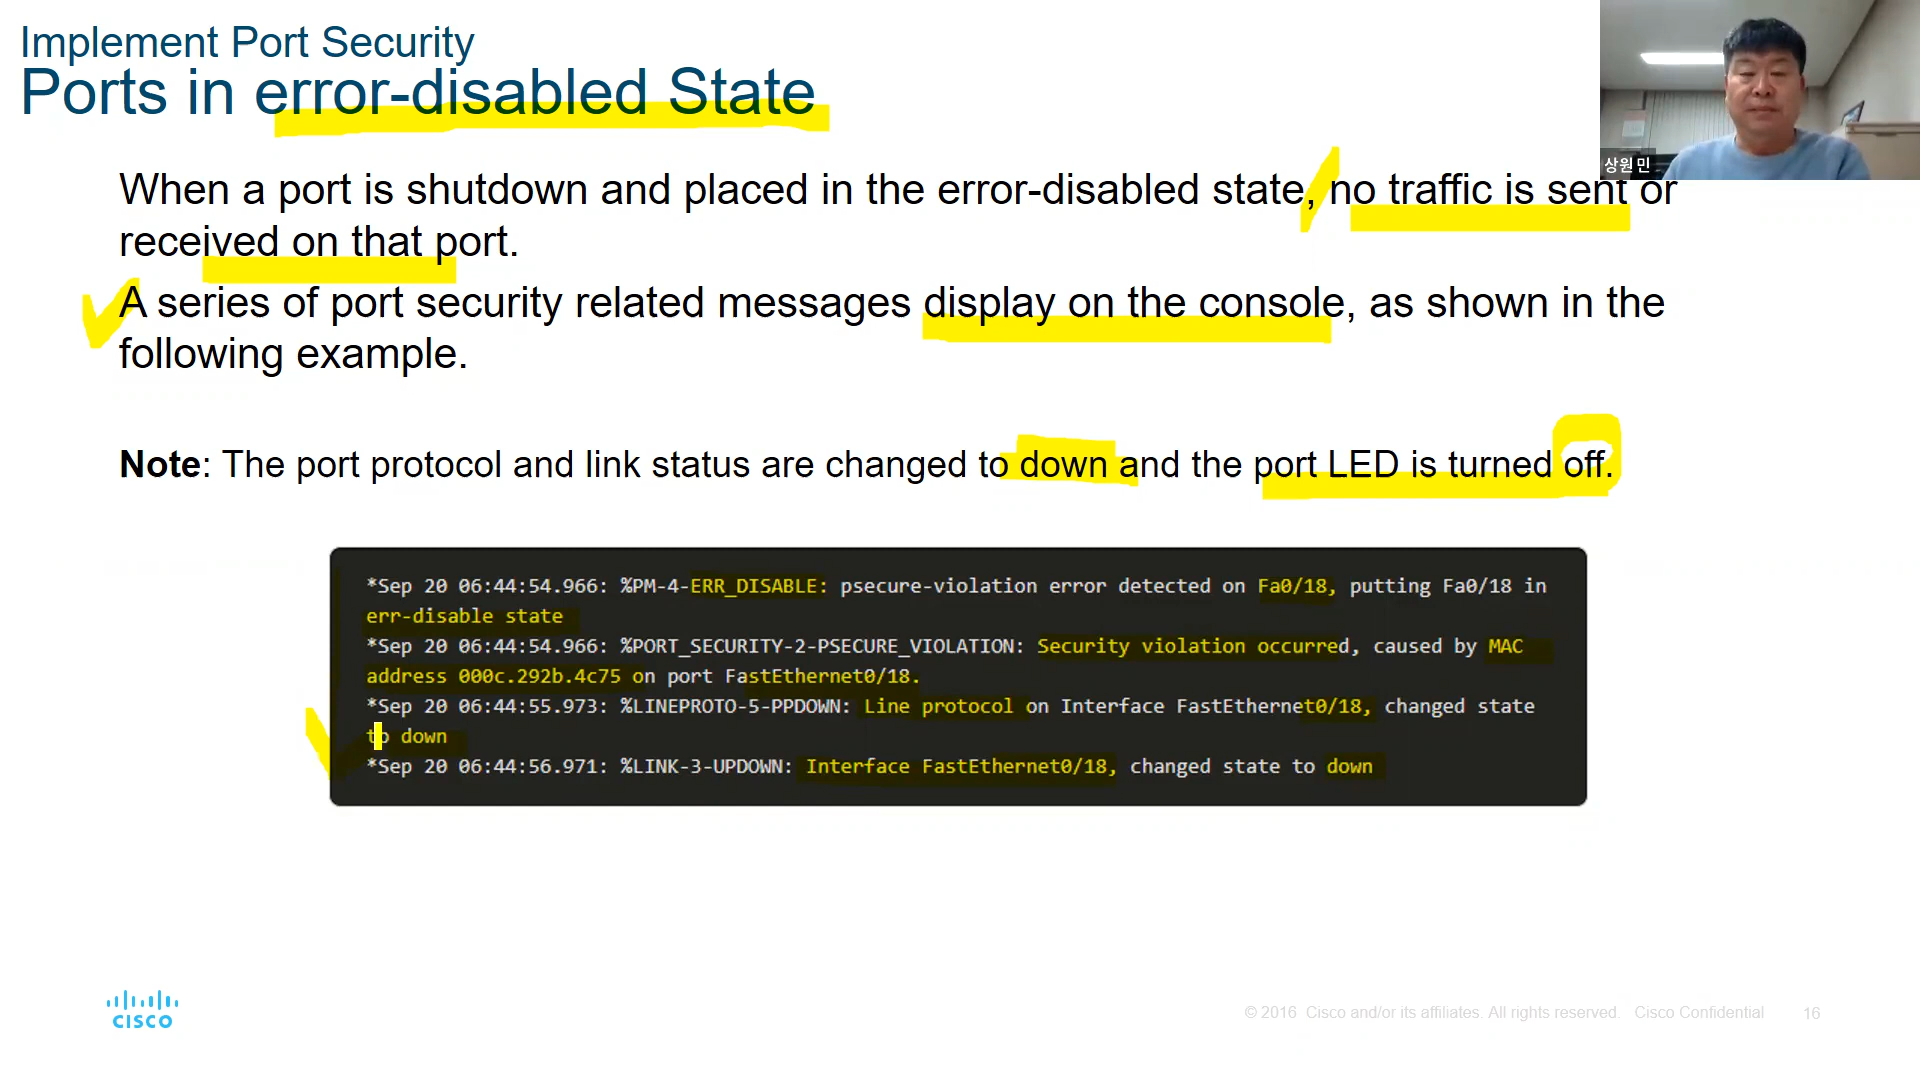 Implement Port Security
Ports in error-disabled State
상원 민
When a port is shutdown and placed in the error-disabled state, no traffic is sent or
received on that port.
A series of port security related messages display on the console, as shown in the
following example.
Note: The port protocol and link status are changed to down and the port LED is turned off.
*Sep 20 06:44:54.966: %PM-4-ERR_DISABLE: psecure-violation error detected on Fa0/18, putting Fa0/18 in
err-disable state
*Sep 20 06:44:54.966: %PORT_SECURITY-2-PSECURE_VIOLATION: Security violation occurred, caused by MAC
address 000c.292b.4c75 on port FastEthernet0/18.
*Sep 20 06:44:55.973: %LINEPROTO-5-PPDOWN: Line protocol on Interface FastEthernet0/18, changed state
to down
*Sep 20 06:44:56.971: %LINK-3-UPDOWN: Interface FastEthernet0/18, changed state to down
CISCO
© 2016 Cisco and/or its affiliates. All rights reserved. Cisco Confidential 16